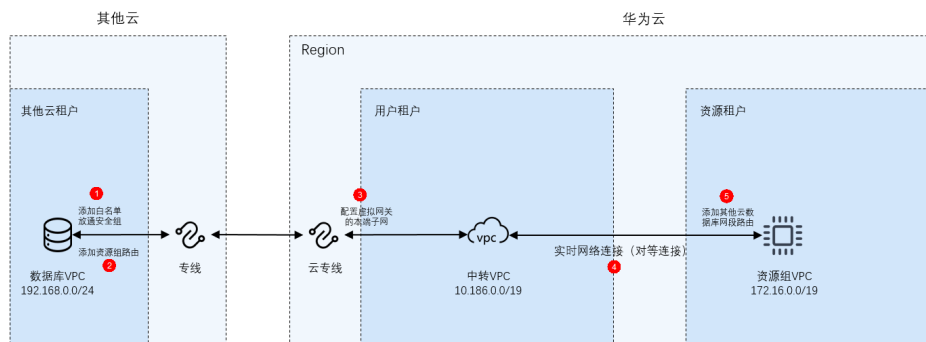 其他云
华为云
Region
其他云租户
用户租户
资源租户
1
添加白名单
放通安全组
3
配置虚拟网关
的本端子网
5
添加其他云数
据库网段路由
vpc
添加资源组路由
2
实时网络连接（对等连接）
4
数据库VPC
192.168.0.0/24
专线
云专线
中转VPC
10.186.0.0/19
资源组VPC
172.16.0.0/19